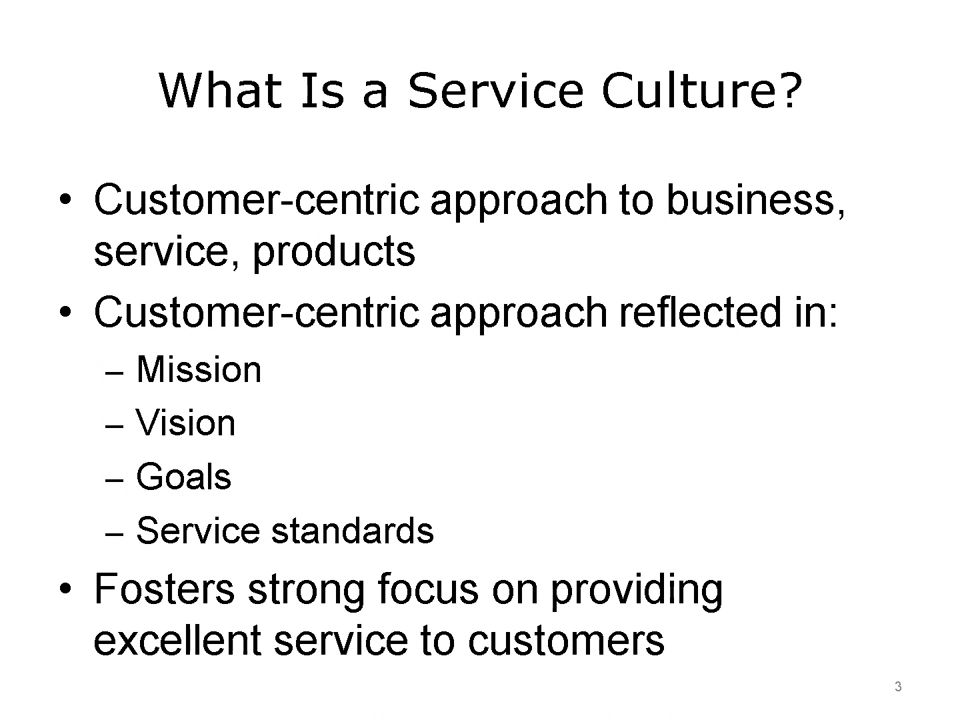 What Is a Service Culture?
• Customer-centric approach to business,
service, products
• Customer-centric approach reflected in:
– Mission
– Vision
– Goals
– Service standards
• Fosters strong focus on providing
excellent service to customers
3